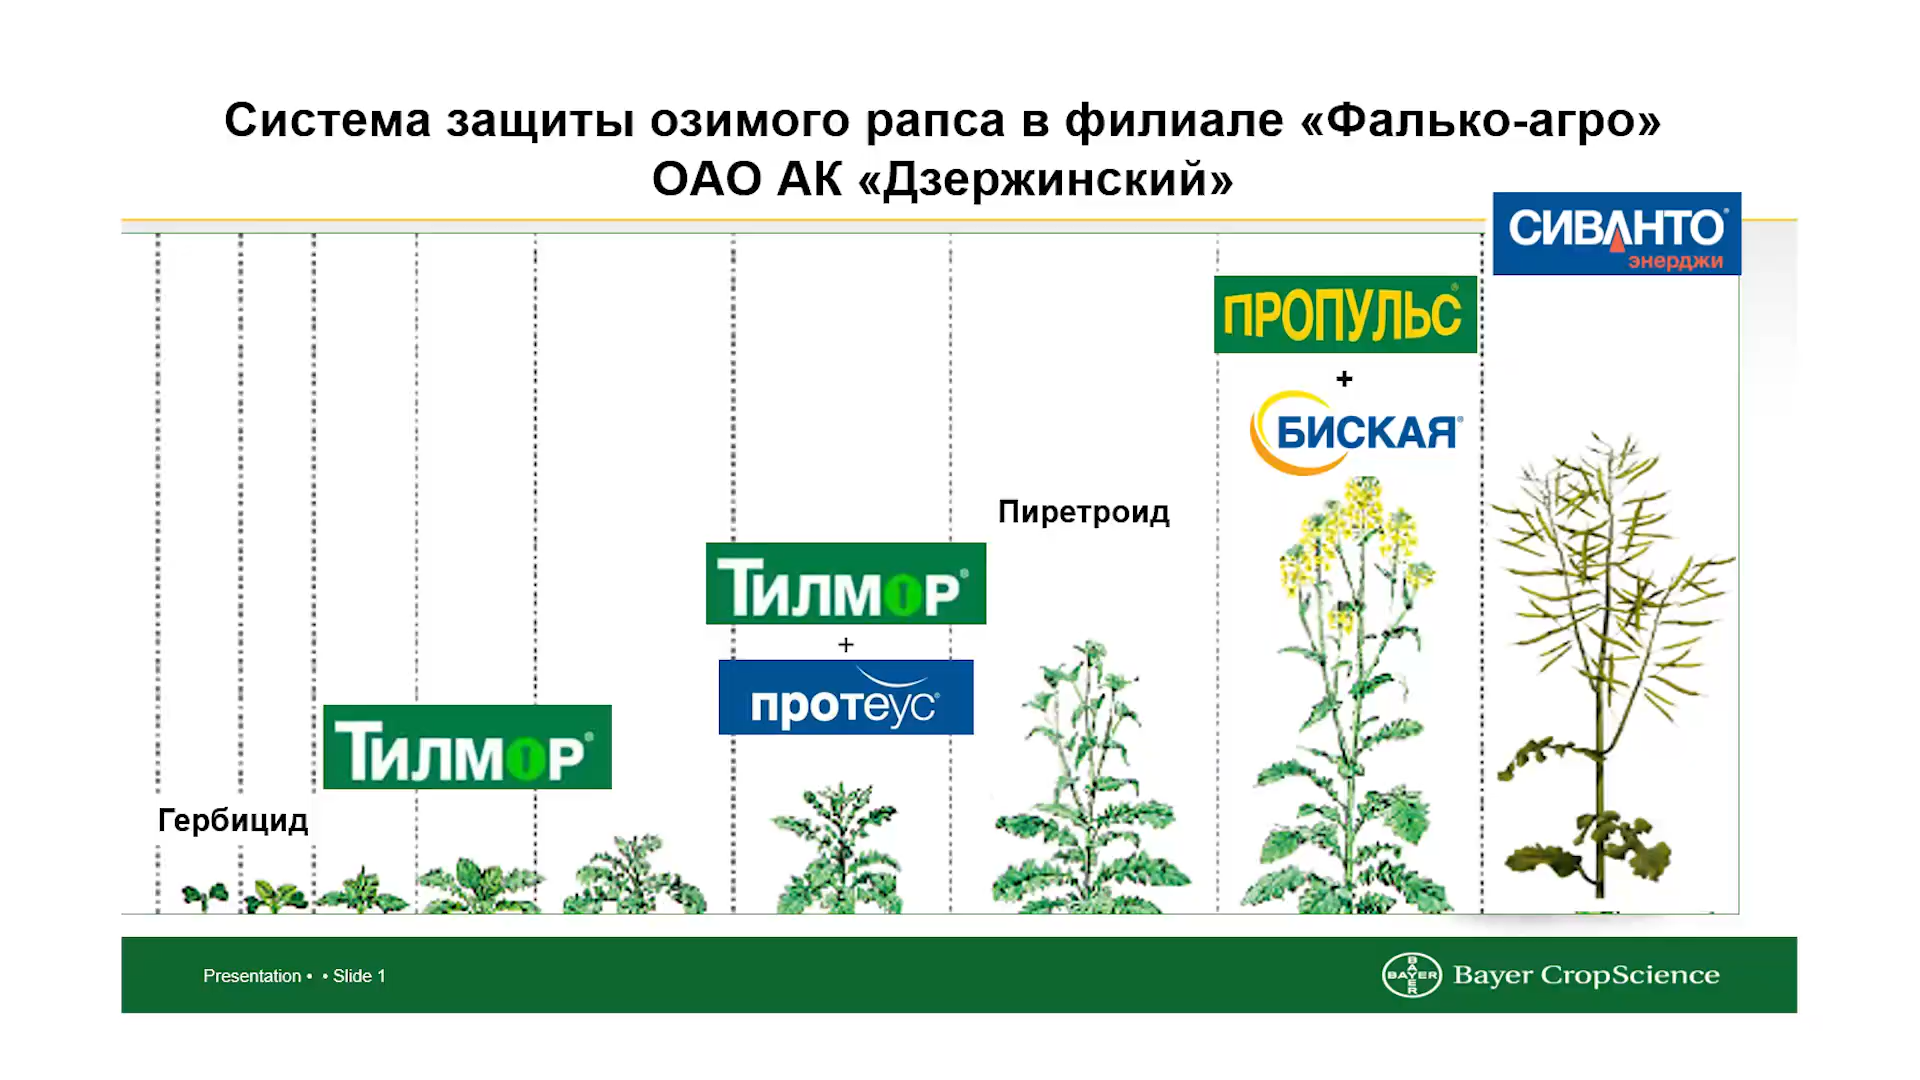 Система защиты озимого рапса в филиале «Фалько-агро»
ОАО АК «Дзержинский»
СИВАНТО®
энерджи
ПРОПУЛЬС®
+
БИСКАЯ®
Пиретроид
ТИЛМОР®
+
протеус®
ТИЛМОР®
Гербицид
Presentation • • Slide 1
BAYER
BAYER
Bayer CropScience